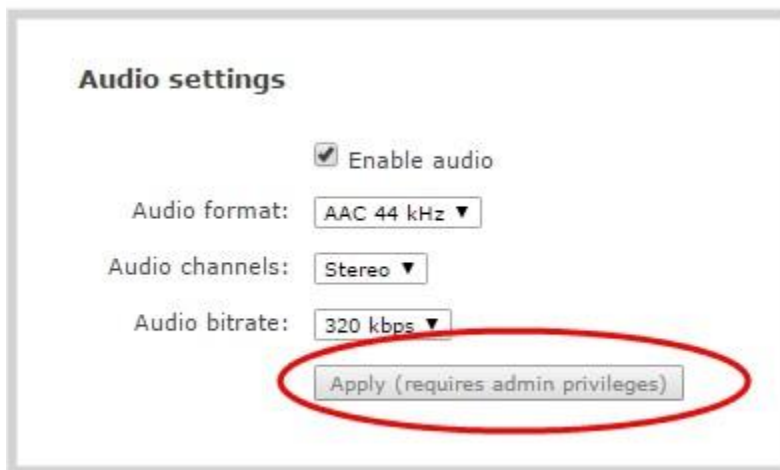 Audio settings
Enable audio
Audio format: AAC 44 kHz
Audio channels: Stereo
Audio bitrate: 320 kbps
Apply (requires admin privileges)